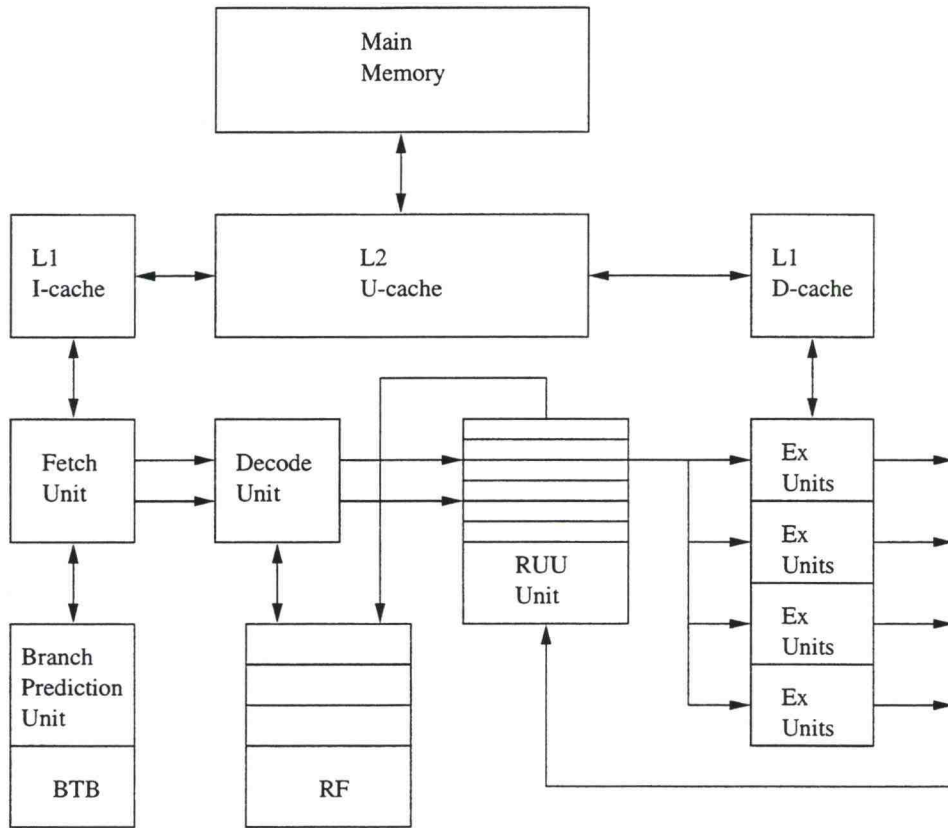 Main
Memory
L1
I-cache
L2
U-cache
L1
D-cache
Fetch
Unit
Decode
Unit
RUU
Unit
Ex
Units
Ex
Units
Ex
Units
Ex
Units
Branch
Prediction
Unit
BTB
RF